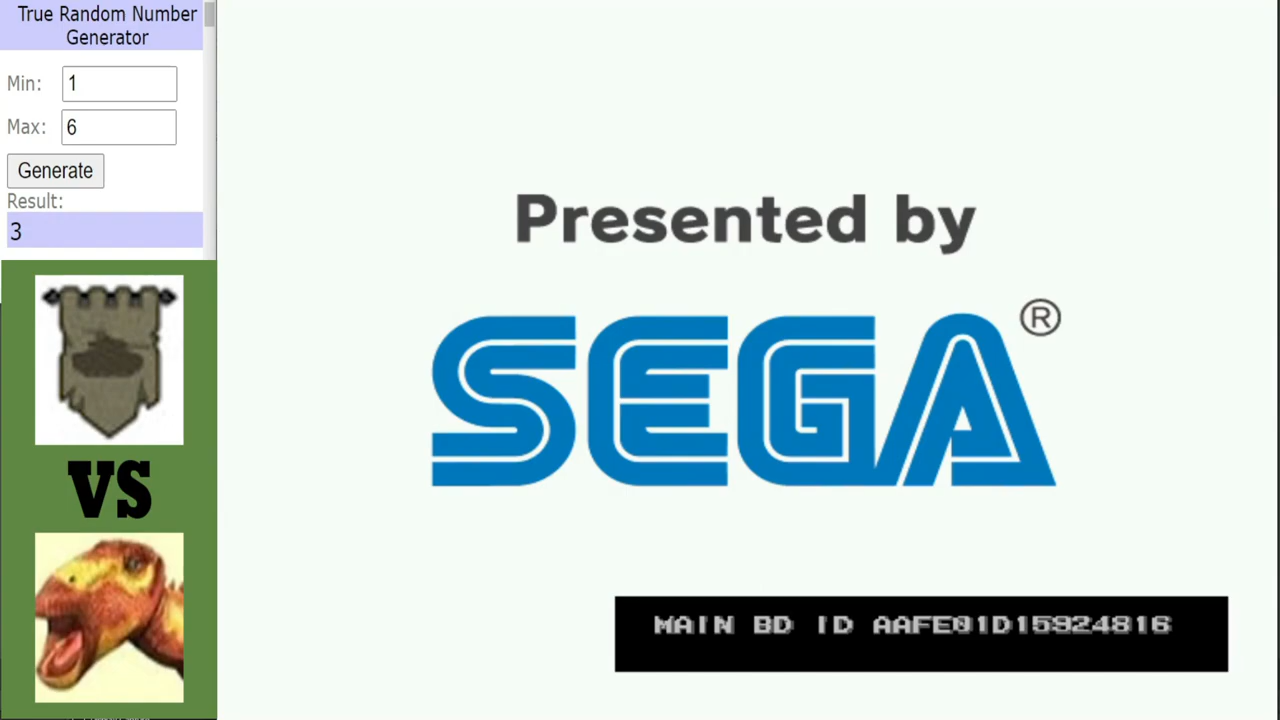 True Random Number
Generator
Min: 1
Max: 6
Generate
Result:
3
VS
Presented by
SEGA®
MAIN BD ID AAFE01D15924816